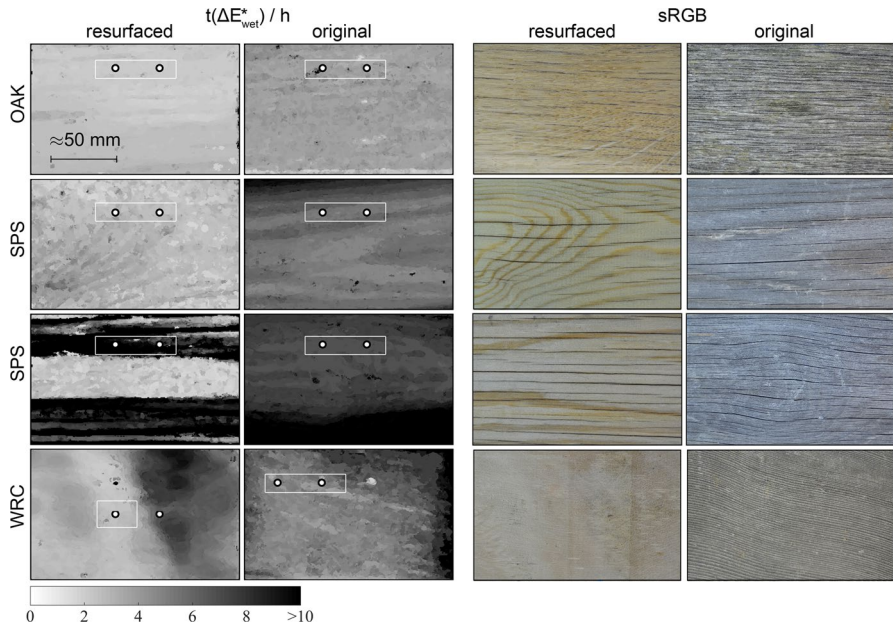 t(ΔE*wet) / h
sRGB
resurfaced original resurfaced original
OAK
≈50 mm
SPS
SPS
WRC
0 2 4 6 8 >10